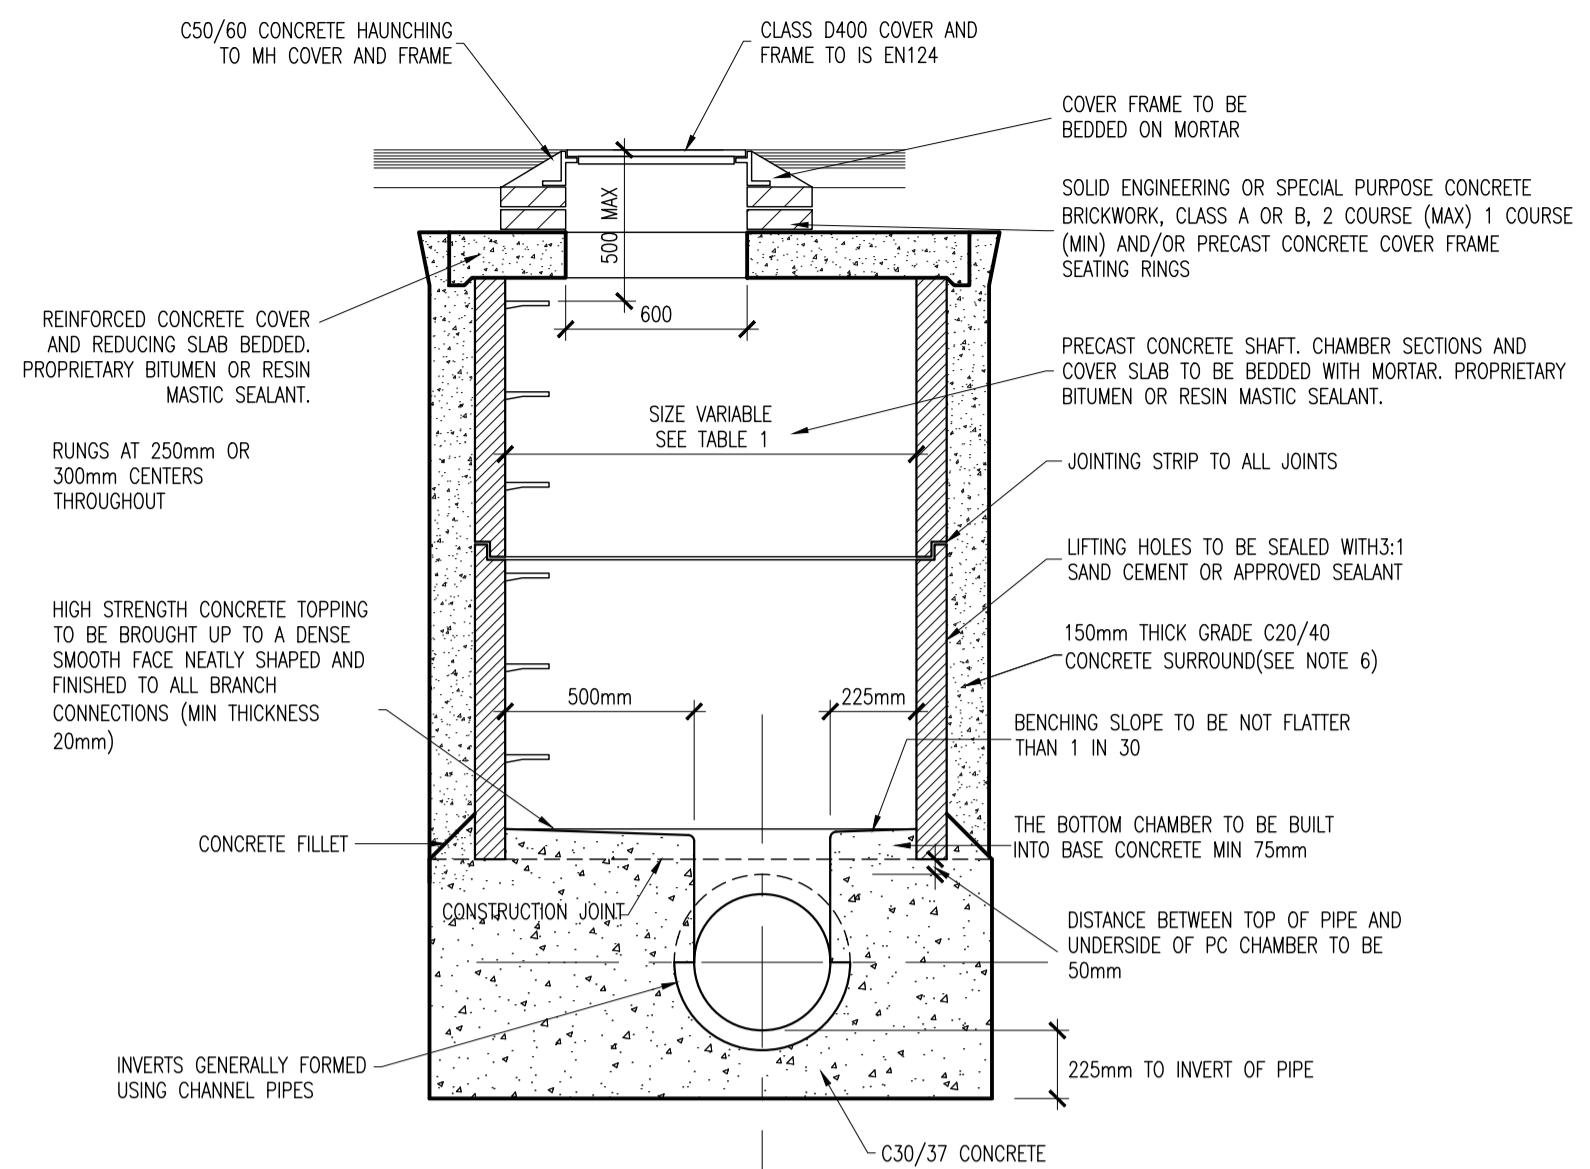 C50/60 CONCRETE HAUNCHING
TO MH COVER AND FRAME
CLASS D400 COVER AND
FRAME TO IS EN124
COVER FRAME TO BE
BEDDED ON MORTAR
SOLID ENGINEERING OR SPECIAL PURPOSE CONCRETE
BRICKWORK, CLASS A OR B, 2 COURSE (MAX) 1 COURSE
(MIN) AND/OR PRECAST CONCRETE COVER FRAME
SEATING RINGS
500 MAX
600
REINFORCED CONCRETE COVER
AND REDUCING SLAB BEDDED.
PROPRIETARY BITUMEN OR RESIN
MASTIC SEALANT.
PRECAST CONCRETE SHAFT. CHAMBER SECTIONS AND
COVER SLAB TO BE BEDDED WITH MORTAR. PROPRIETARY
BITUMEN OR RESIN MASTIC SEALANT.
SIZE VARIABLE
SEE TABLE 1
RUNGS AT 250mm OR
300mm CENTERS
THROUGHOUT
JOINTING STRIP TO ALL JOINTS
LIFTING HOLES TO BE SEALED WITH3:1
SAND CEMENT OR APPROVED SEALANT
HIGH STRENGTH CONCRETE TOPPING
TO BE BROUGHT UP TO A DENSE
SMOOTH FACE NEATLY SHAPED AND
FINISHED TO ALL BRANCH
CONNECTIONS (MIN THICKNESS
20mm)
150mm THICK GRADE C20/40
CONCRETE SURROUND(SEE NOTE 6)
500mm
225mm
BENCHING SLOPE TO BE NOT FLATTER
THAN 1 IN 30
CONCRETE FILLET
THE BOTTOM CHAMBER TO BE BUILT
INTO BASE CONCRETE MIN 75mm
CONSTRUCTION JOINT
DISTANCE BETWEEN TOP OF PIPE AND
UNDERSIDE OF PC CHAMBER TO BE
50mm
INVERTS GENERALLY FORMED
USING CHANNEL PIPES
225mm TO INVERT OF PIPE
C30/37 CONCRETE